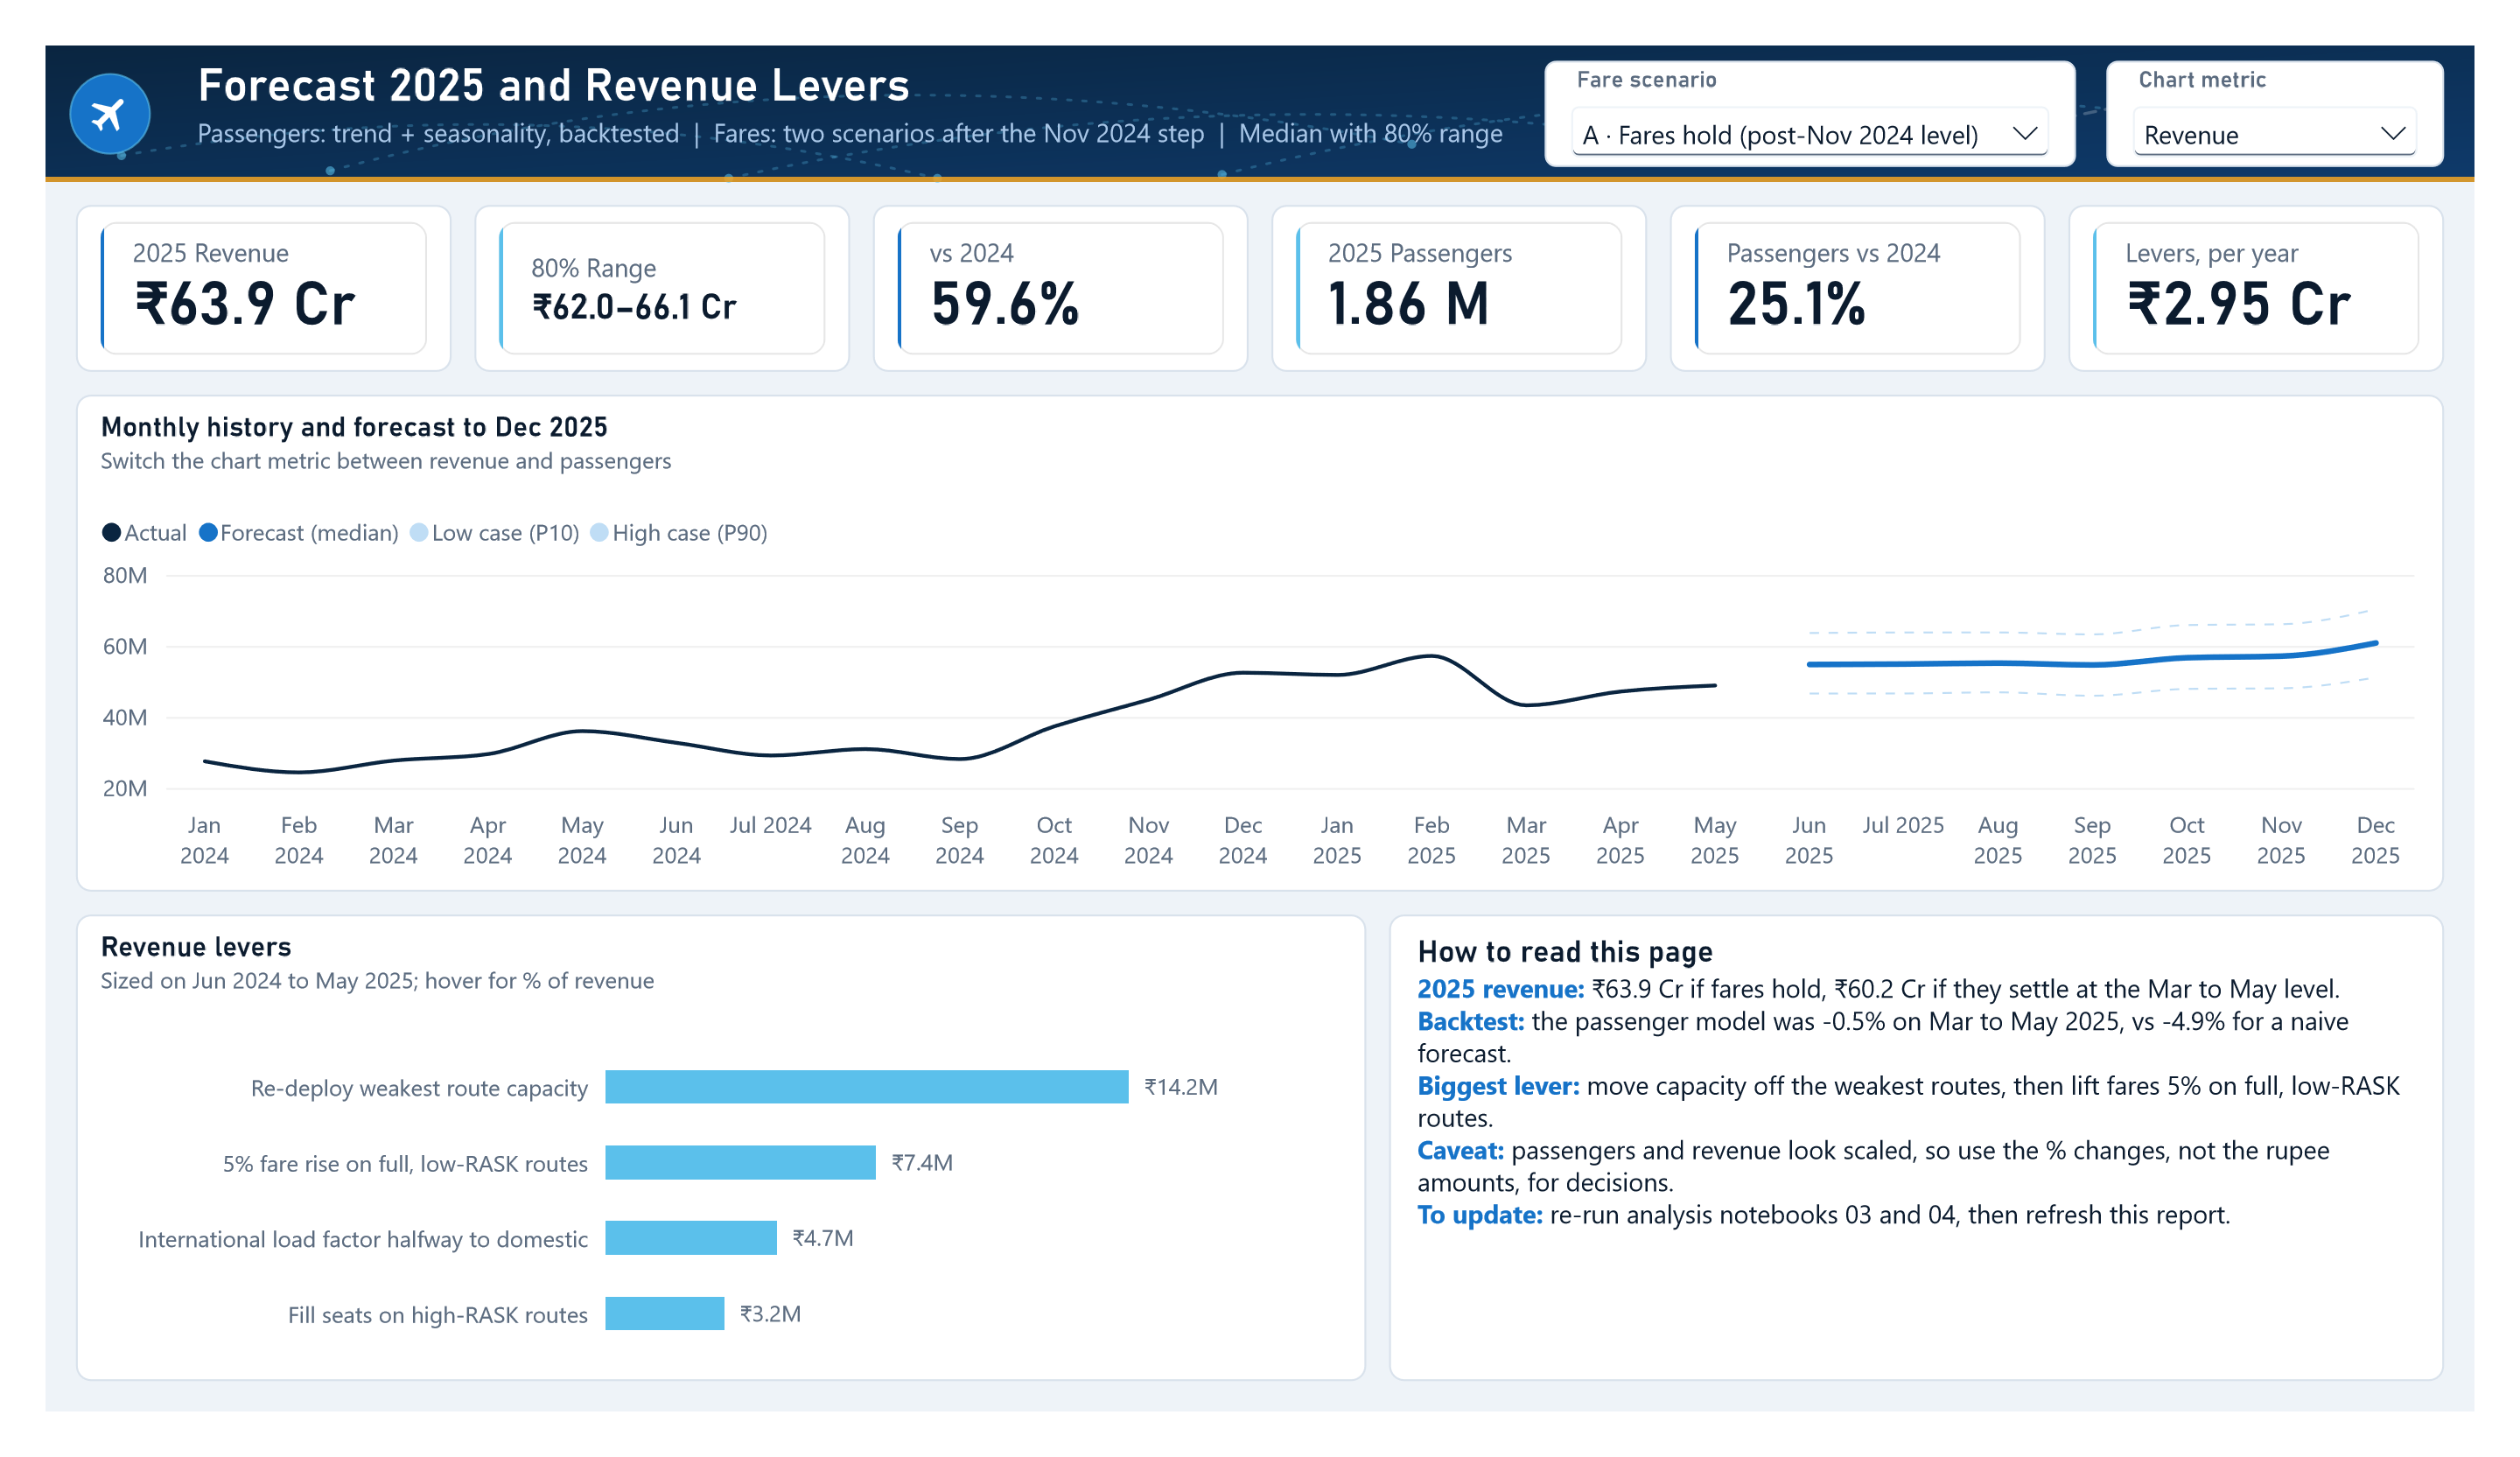 Forecast 2025 and Revenue Levers
Passengers: trend + seasonality, backtested | Fares: two scenarios after the Nov 2024 step | Median with 80% range
Fare scenario
A · Fares hold (post-Nov 2024 level)
Chart metric
Revenue
2025 Revenue
₹63.9 Cr
80% Range
₹62.0–66.1 Cr
vs 2024
59.6%
2025 Passengers
1.86 M
Passengers vs 2024
25.1%
Levers, per year
₹2.95 Cr
Monthly history and forecast to Dec 2025
Switch the chart metric between revenue and passengers
Actual Forecast (median) Low case (P10) High case (P90)
80M
60M
40M
20M
Jan 2024
Feb 2024
Mar 2024
Apr 2024
May 2024
Jun 2024
Jul 2024
Aug 2024
Sep 2024
Oct 2024
Nov 2024
Dec 2024
Jan 2025
Feb 2025
Mar 2025
Apr 2025
May 2025
Jun 2025
Jul 2025
Aug 2025
Sep 2025
Oct 2025
Nov 2025
Dec 2025
Revenue levers
Sized on Jun 2024 to May 2025; hover for % of revenue
Re-deploy weakest route capacity ₹14.2M
5% fare rise on full, low-RASK routes ₹7.4M
International load factor halfway to domestic ₹4.7M
Fill seats on high-RASK routes ₹3.2M
How to read this page
2025 revenue: ₹63.9 Cr if fares hold, ₹60.2 Cr if they settle at the Mar to May level.
Backtest: the passenger model was -0.5% on Mar to May 2025, vs -4.9% for a naive
forecast.
Biggest lever: move capacity off the weakest routes, then lift fares 5% on full, low-RASK
routes.
Caveat: passengers and revenue look scaled, so use the % changes, not the rupee
amounts, for decisions.
To update: re-run analysis notebooks 03 and 04, then refresh this report.